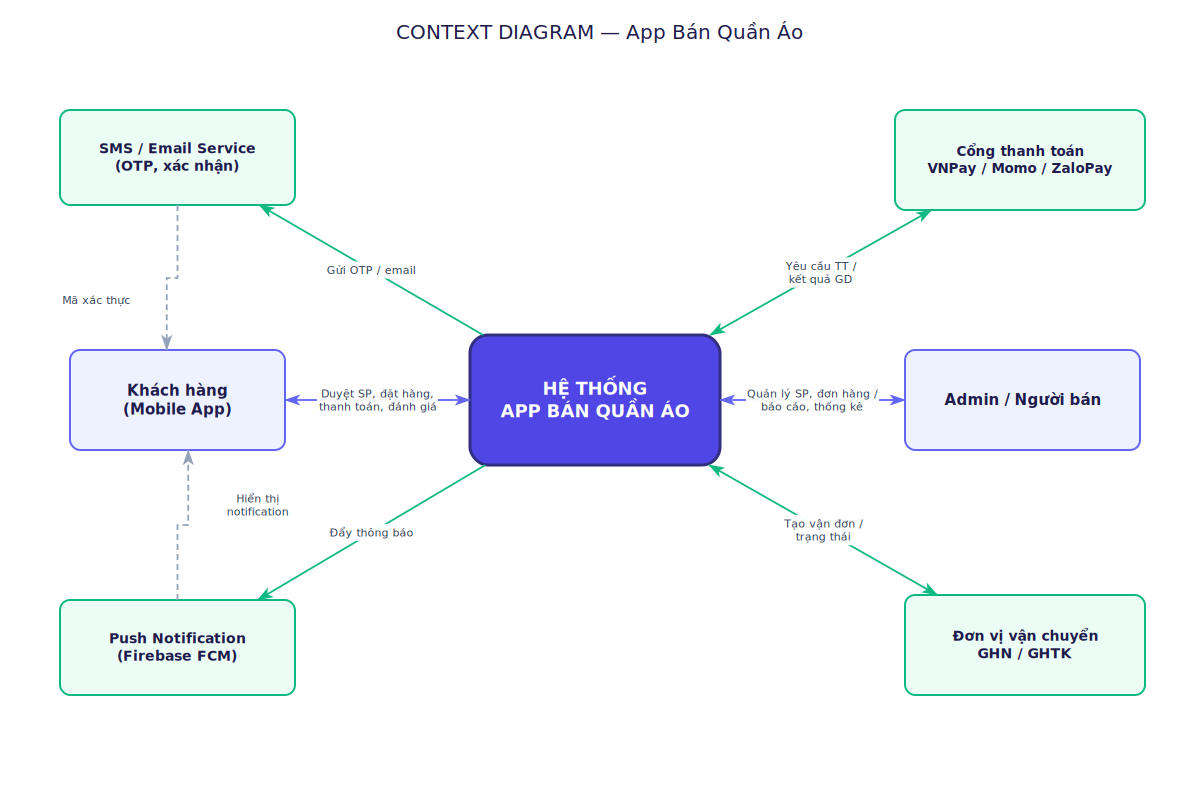 CONTEXT DIAGRAM — App Bán Quần Áo
SMS / Email Service
(OTP, xác nhận)
Cổng thanh toán
VNPay / Momo / ZaloPay
Gửi OTP / email
Yêu cầu TT /
kết quả GD
Mã xác thực
Khách hàng
(Mobile App)
Duyệt SP, đặt hàng,
thanh toán, đánh giá
HỆ THỐNG
APP BÁN QUẦN ÁO
Quản lý SP, đơn hàng /
báo cáo, thống kê
Admin / Người bán
Hiển thị
notification
Đẩy thông báo
Tạo vận đơn /
trạng thái
Push Notification
(Firebase FCM)
Đơn vị vận chuyển
GHN / GHTK